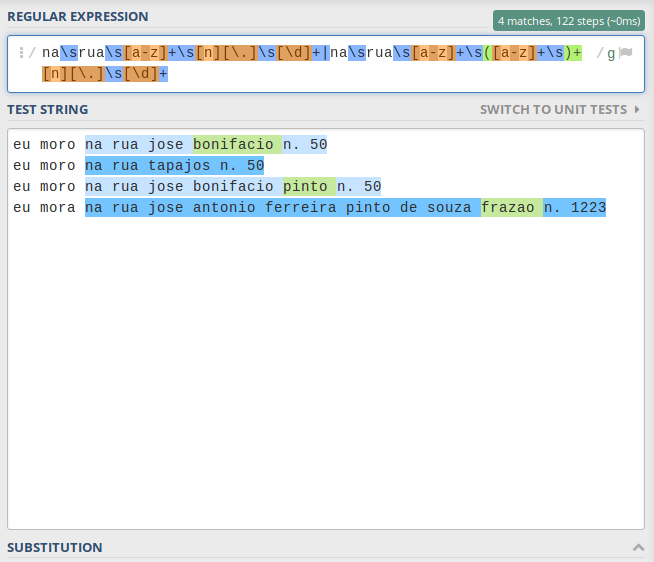 REGULAR EXPRESSION
4 matches, 122 steps (~0ms)
/ na\srua\s[a-z]+\s[n][\.]\s[\d]+|na\srua\s[a-z]+\s([a-z]+\s)+ / g
[n][\.]\s[\d]+
TEST STRING
SWITCH TO UNIT TESTS
eu moro na rua jose bonifacio n. 50
eu moro na rua tapajos n. 50
eu moro na rua jose bonifacio pinto n. 50
eu mora na rua jose antonio ferreira pinto de souza frazao n. 1223
SUBSTITUTION